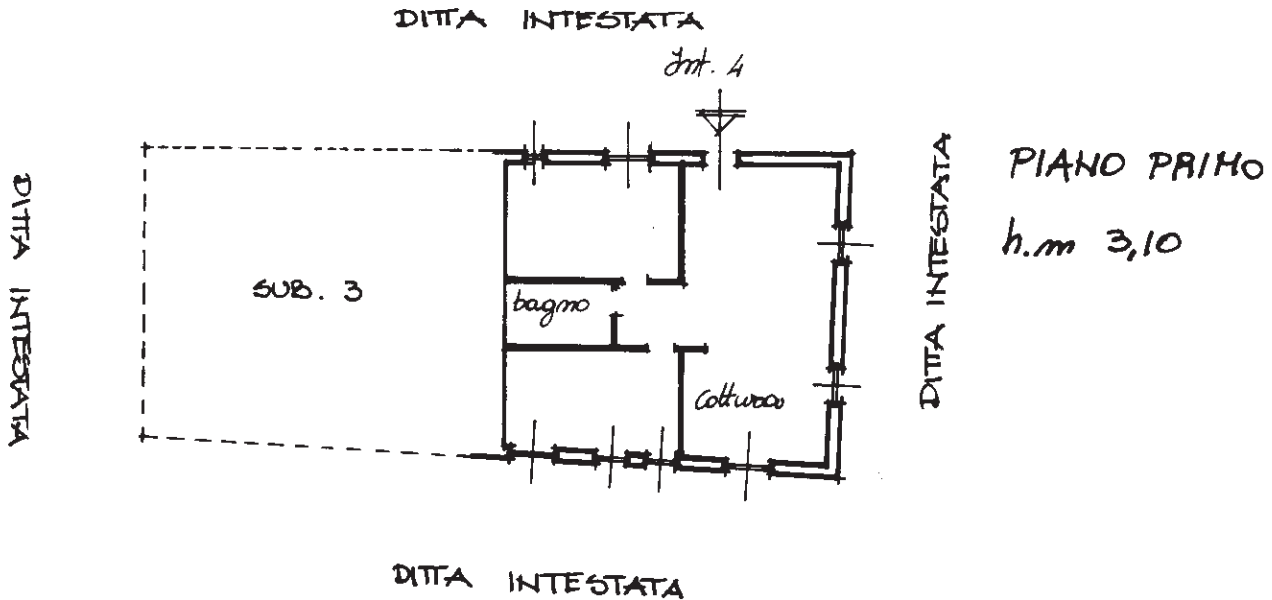 DITTA INTESTATA
Int. 4
PIANO PRIMO
h.m 3,10
DITTA INTESTATA
DITTA INTESTATA
SUB. 3
bagno
Cottura
DITTA INTESTATA